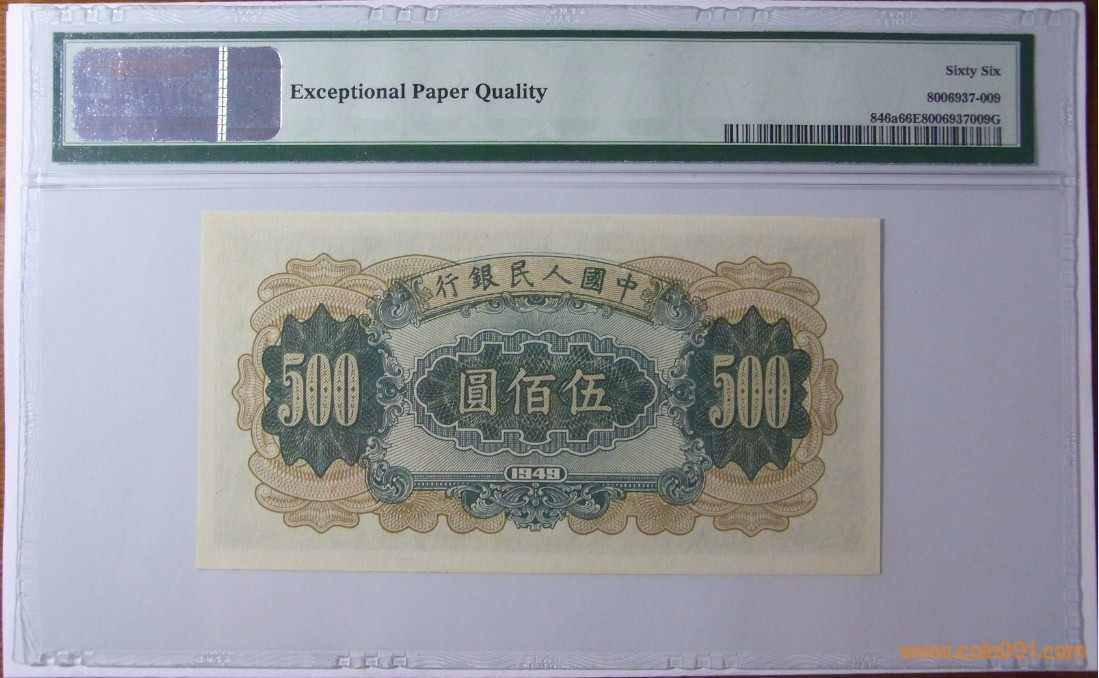 Exceptional Paper Quality
Sixty Six
8006937-009
846a66E8006937009G
行銀民人國中
500
圓佰伍
500
1949
www.coin001.com